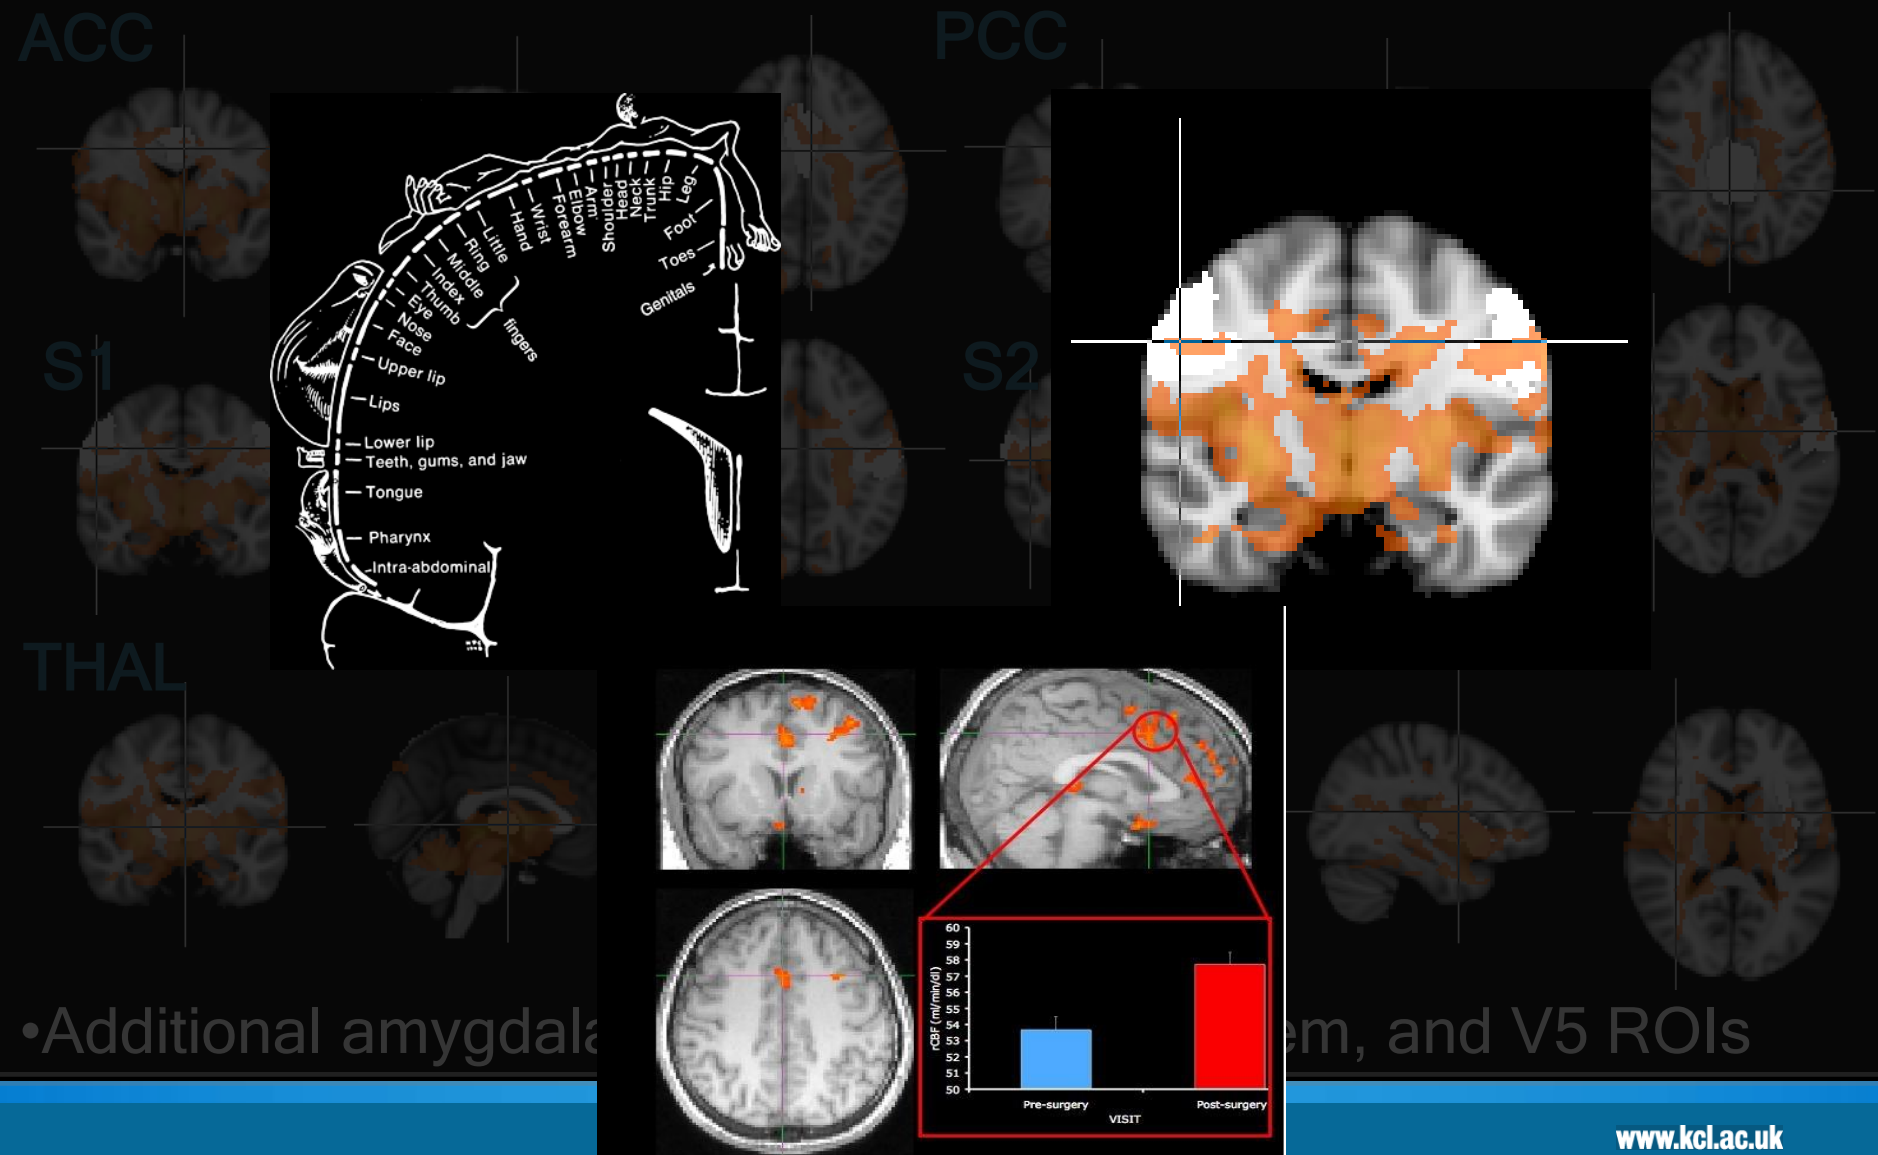 ACC
PCC
S1
S2
THAL
Leg
Hip
Trunk
Neck
Head
Shoulder
Arm
Elbow
Forearm
Wrist
Hand
Little
Ring
Middle
Index
Thumb
fingers
Eye
Nose
Face
Upper lip
Lips
Lower lip
Teeth, gums, and jaw
Tongue
Pharynx
Intra-abdominal
Foot
Toes
Genitals
60
59
58
57
56
55
54
53
52
51
50
rCBF (ml/min/dl)
Pre-surgery
Post-surgery
VISIT
•Additional amygdala
em, and V5 ROIs
www.kcl.ac.uk